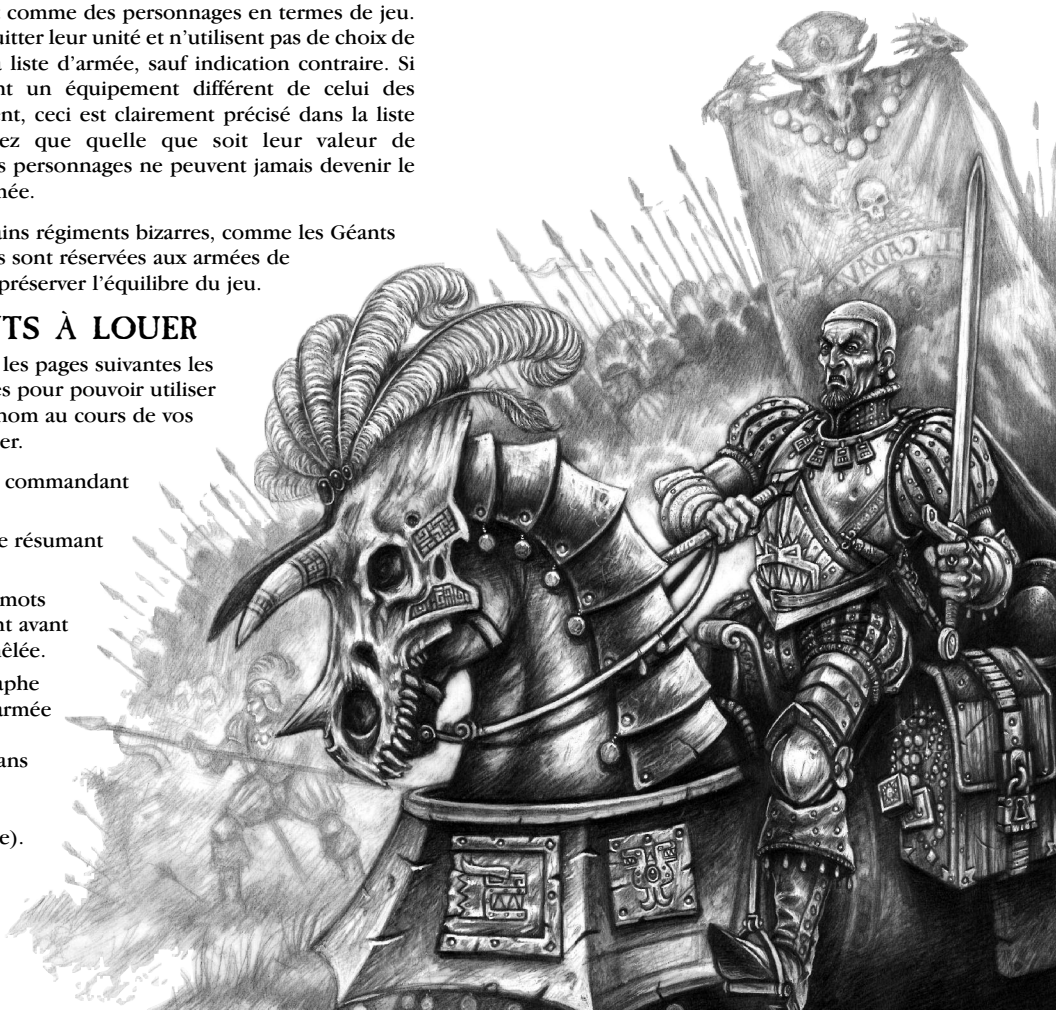 comme des personnages en termes de jeu.
uitter leur unité et n’utilisent pas de choix de
liste d’armée, sauf indication contraire. Si
nt un équipement différent de celui des
ent, ceci est clairement précisé dans la liste
ez que quelle que soit leur valeur de
s personnages ne peuvent jamais devenir le
mée.
ains régiments bizarres, comme les Géants
s sont réservées aux armées de
préserver l’équilibre du jeu.
TS À LOUER
les pages suivantes les
es pour pouvoir utiliser
nom au cours de vos
er.
commandant
e résumant
mots
nt avant
êlée.
aphe
armée
ans
e).
CADAV